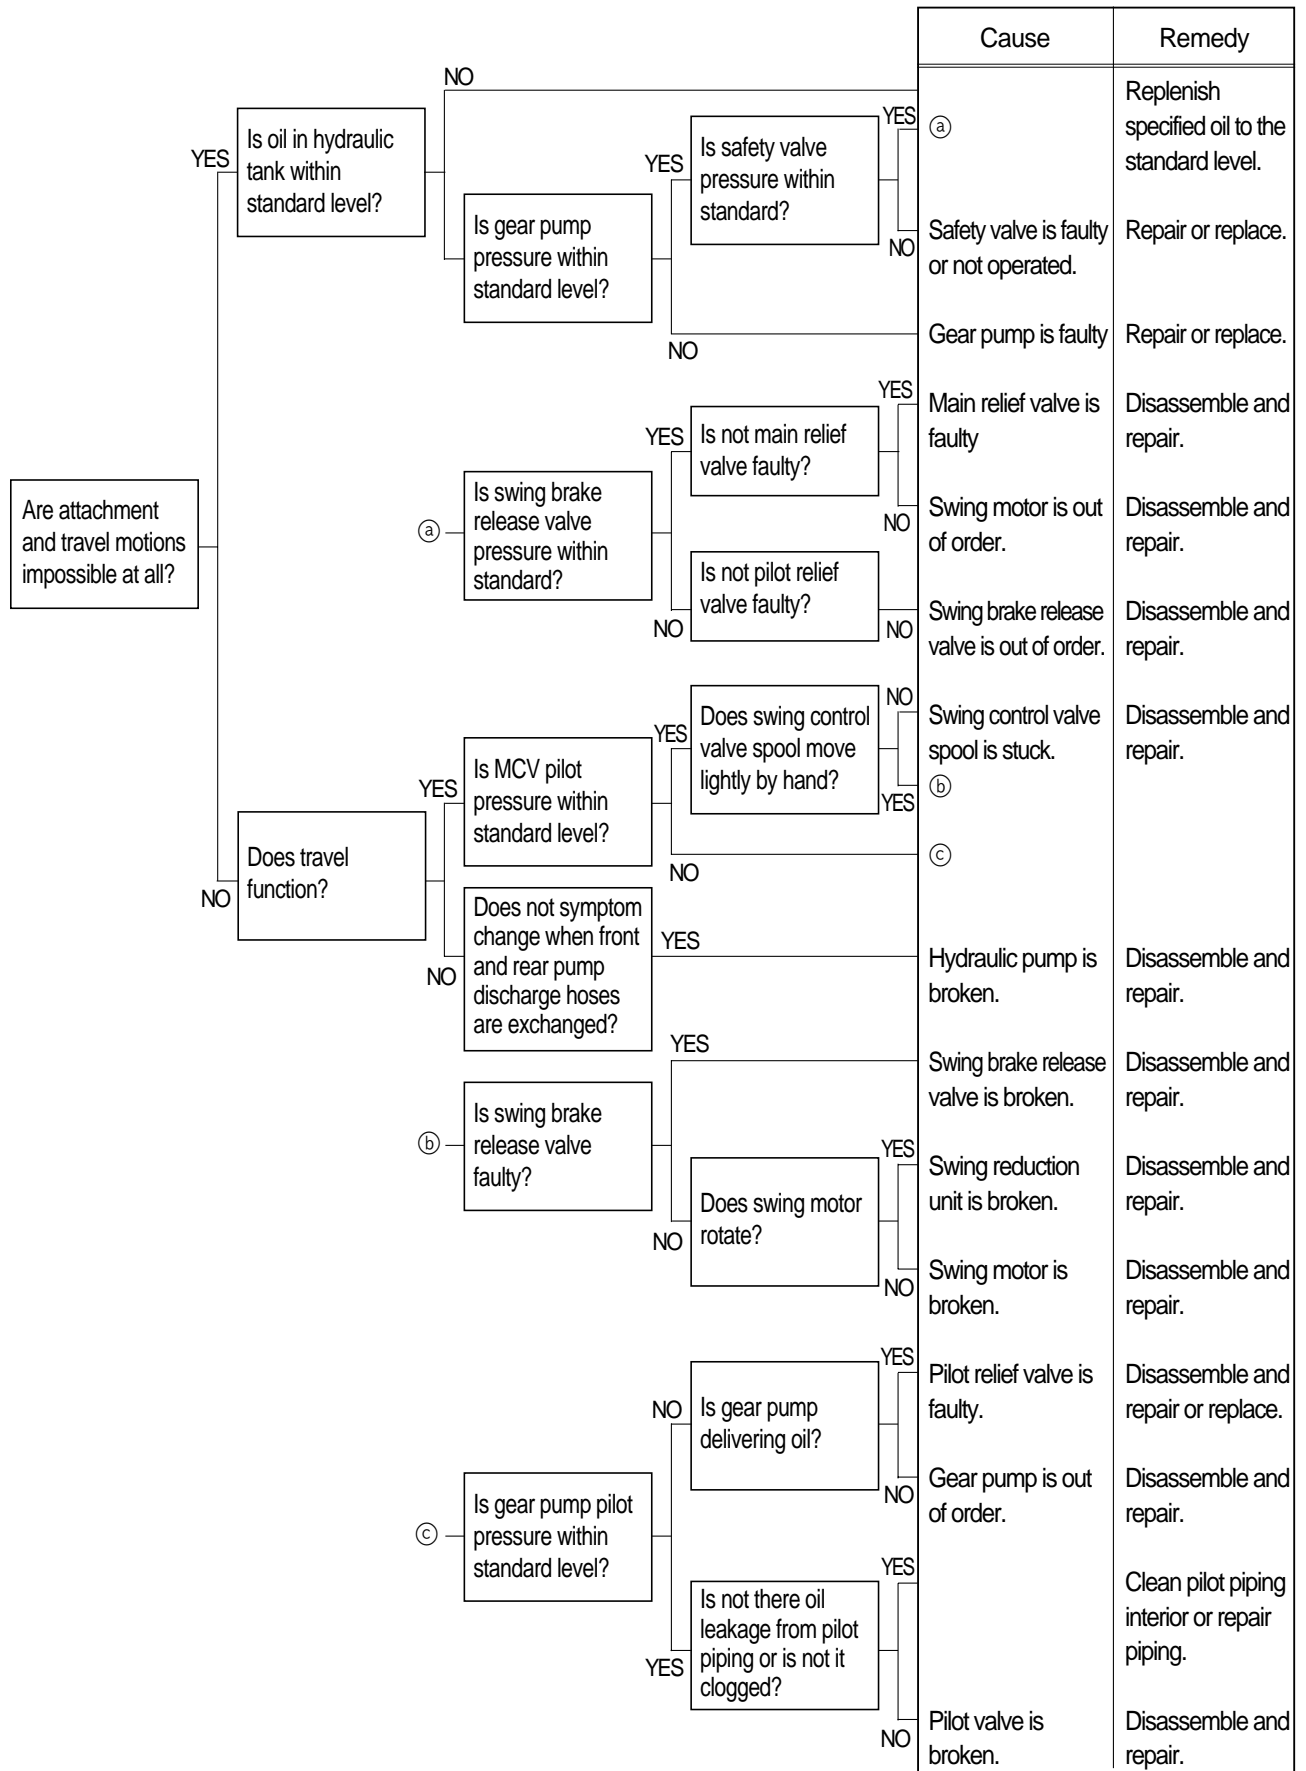 Cause
Remedy
NO
Replenish
specified oil to the
standard level.
YES
Is oil in hydraulic
tank within
standard level?
YES
Is safety valve
pressure within
standard?
YES
ⓐ
Is gear pump
pressure within
standard level?
NO
Safety valve is faulty
or not operated.
Repair or replace.
NO
Gear pump is faulty
Repair or replace.
Are attachment
and travel motions
impossible at all?
ⓐ
Is swing brake
release valve
pressure within
standard?
YES
Is not main relief
valve faulty?
YES
Main relief valve is
faulty
Disassemble and
repair.
NO
Swing motor is out
of order.
Disassemble and
repair.
NO
Is not pilot relief
valve faulty?
NO
Swing brake release
valve is out of order.
Disassemble and
repair.
NO
Does travel
function?
YES
Is MCV pilot
pressure within
standard level?
YES
Does swing control
valve spool move
lightly by hand?
NO
Swing control valve
spool is stuck.
Disassemble and
repair.
YES
ⓑ
NO
ⓒ
NO
Does not symptom
change when front
and rear pump
discharge hoses
are exchanged?
YES
Hydraulic pump is
broken.
Disassemble and
repair.
ⓑ
Is swing brake
release valve
faulty?
YES
Swing brake release
valve is broken.
Disassemble and
repair.
NO
Does swing motor
rotate?
YES
Swing reduction
unit is broken.
Disassemble and
repair.
NO
Swing motor is
broken.
Disassemble and
repair.
ⓒ
Is gear pump pilot
pressure within
standard level?
NO
Is gear pump
delivering oil?
YES
Pilot relief valve is
faulty.
Disassemble and
repair or replace.
NO
Gear pump is out
of order.
Disassemble and
repair.
YES
Is not there oil
leakage from pilot
piping or is not it
clogged?
YES
Clean pilot piping
interior or repair
piping.
NO
Pilot valve is
broken.
Disassemble and
repair.